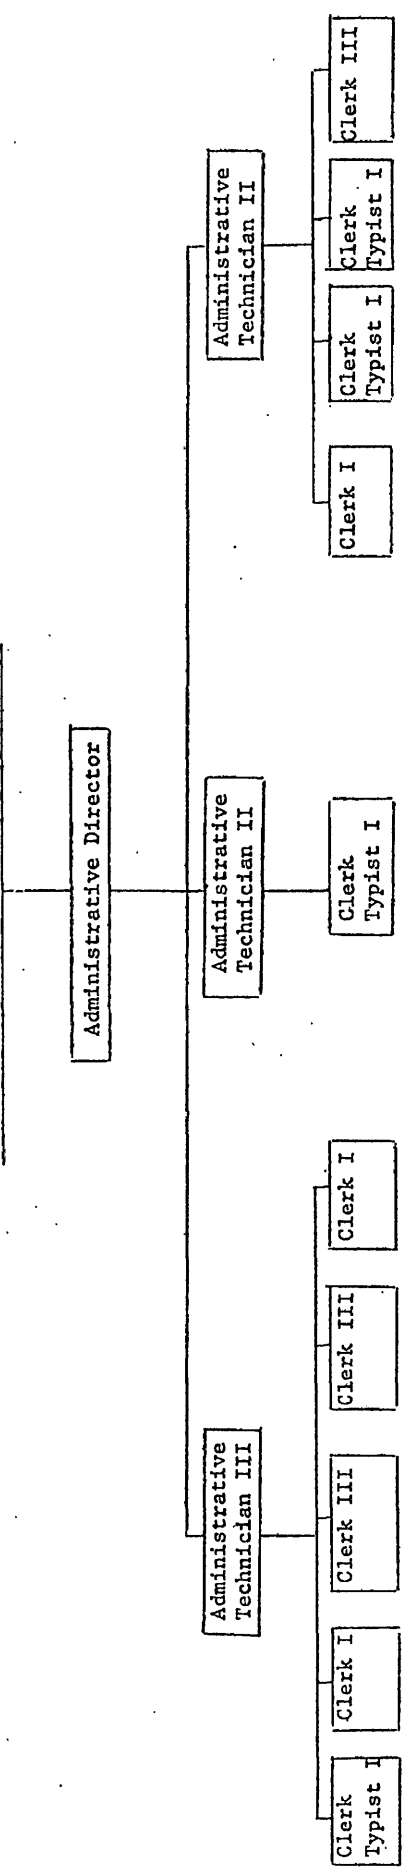 Administrative Director
Administrative
Technician III
Administrative
Technician II
Administrative
Technician II
Clerk
Typist I
Clerk I
Clerk III
Clerk III
Clerk I
Clerk
Typist I
Clerk I
Clerk
Typist I
Clerk
Typist I
Clerk III